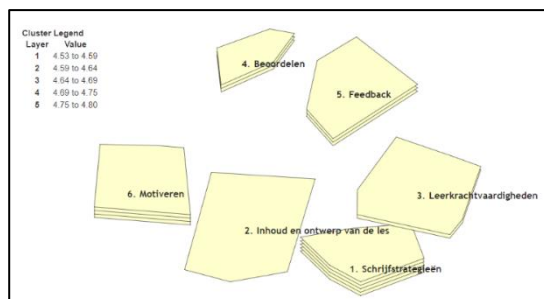 Cluster Legend
Layer Value
1 4.53 to 4.59
2 4.59 to 4.64
3 4.64 to 4.69
4 4.69 to 4.75
5 4.75 to 4.80
4. Beoordelen
5. Feedback
6. Motiveren
3. Leerkrachtvaardigheden
2. Inhoud en ontwerp van de les
1. Schrijfstrategieën